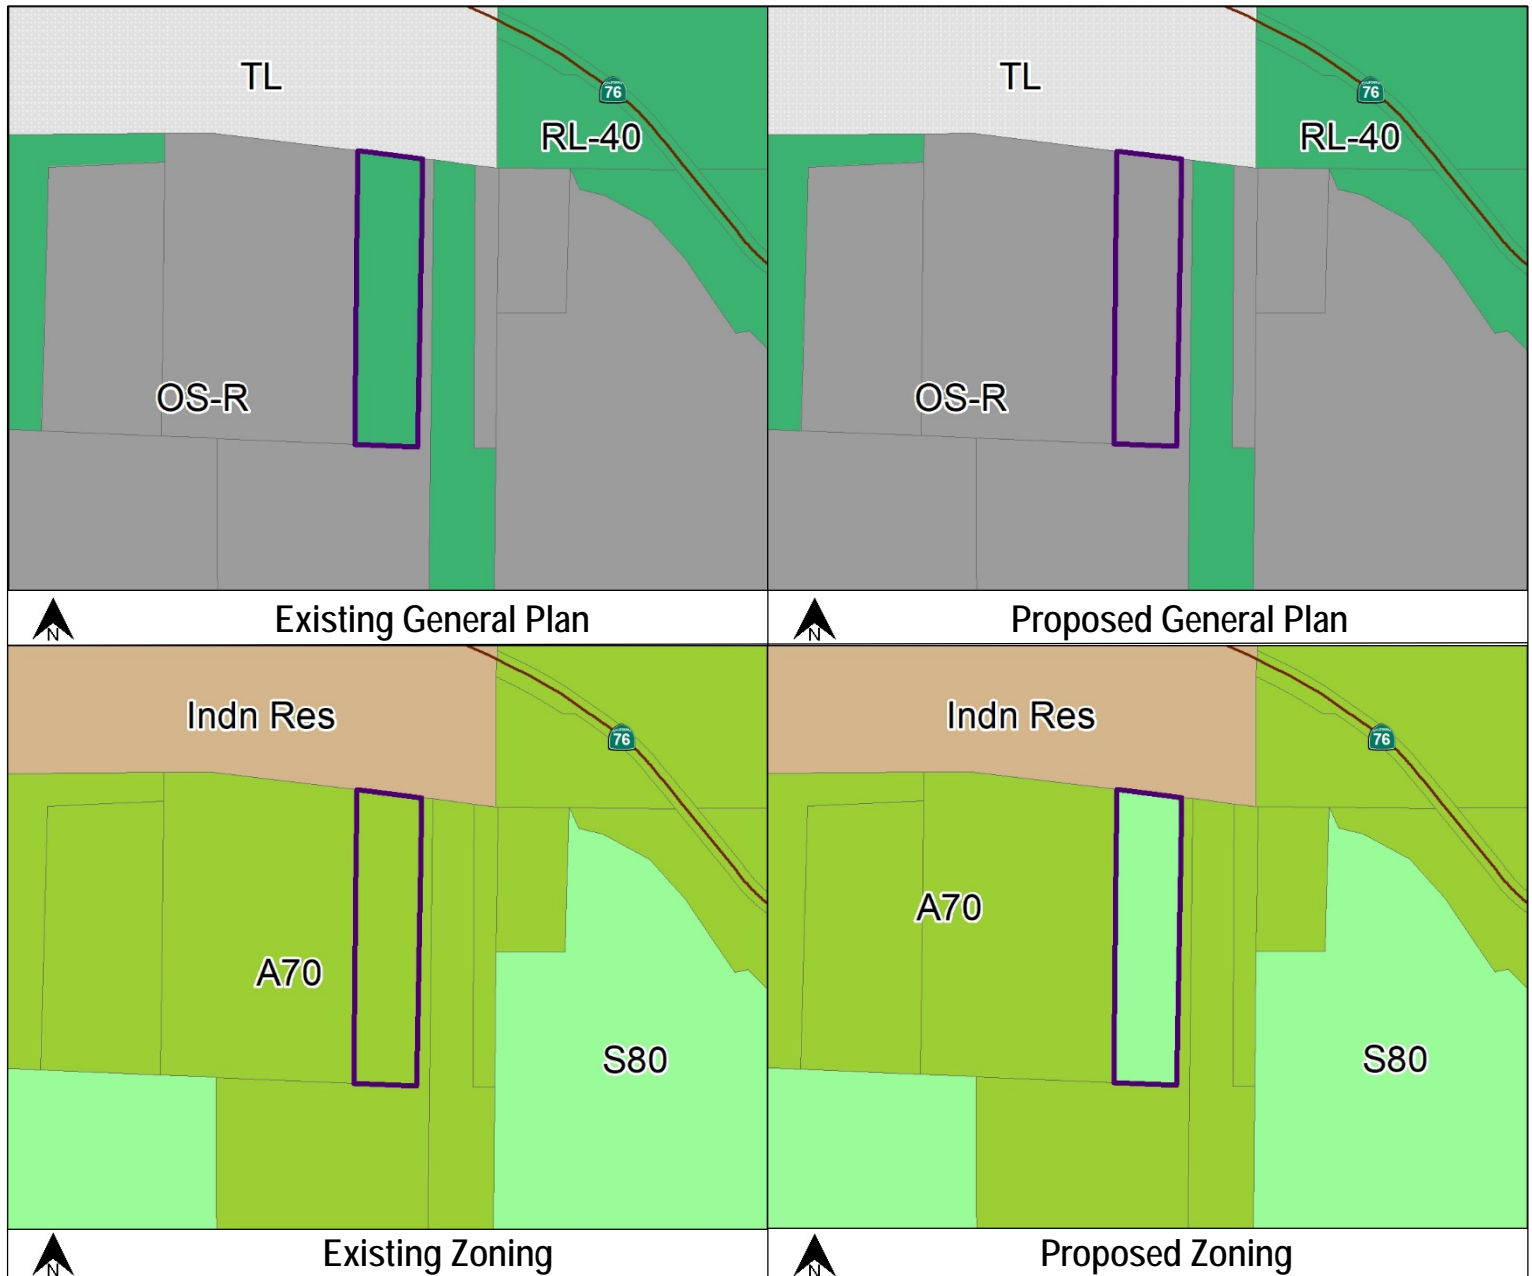 TL
76
RL-40
OS-R
N
Existing General Plan
TL
76
RL-40
OS-R
N
Proposed General Plan
Indn Res
76
A70
S80
N
Existing Zoning
Indn Res
76
A70
S80
N
Proposed Zoning